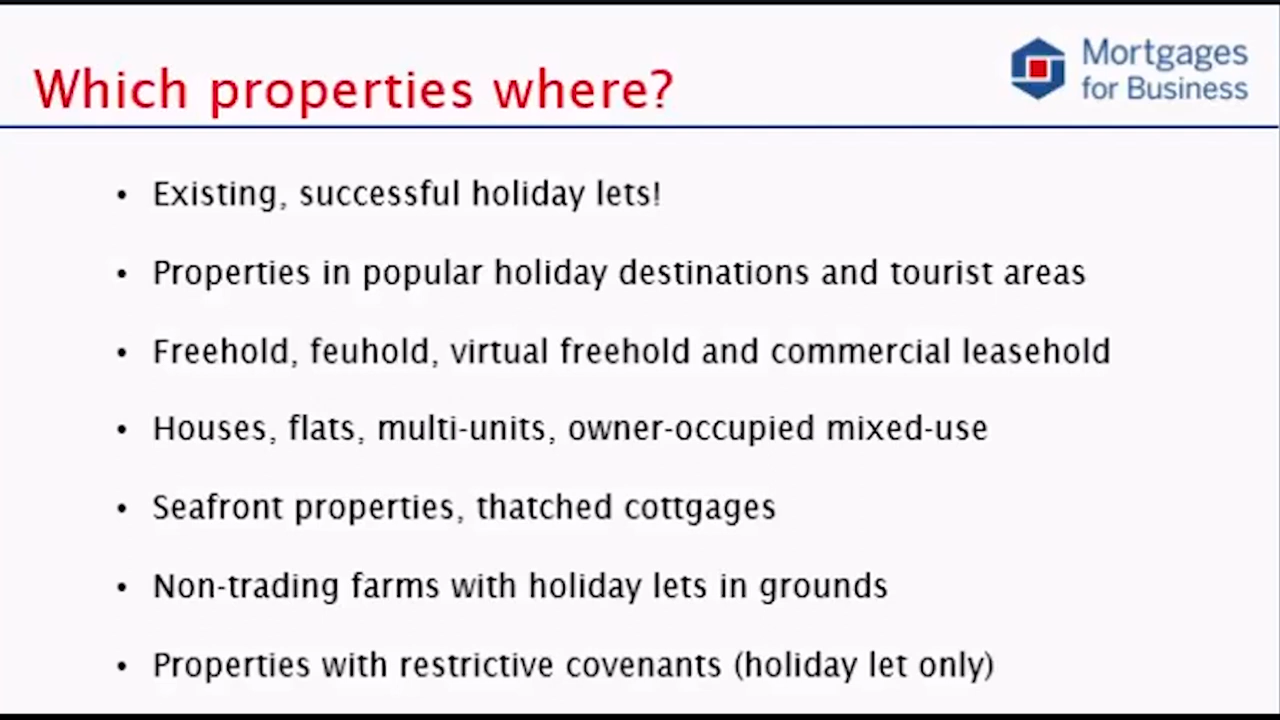 Which properties where?
Mortgages
for Business
• Existing, successful holiday lets!
• Properties in popular holiday destinations and tourist areas
• Freehold, feuhold, virtual freehold and commercial leasehold
• Houses, flats, multi-units, owner-occupied mixed-use
• Seafront properties, thatched cottgages
• Non-trading farms with holiday lets in grounds
• Properties with restrictive covenants (holiday let only)